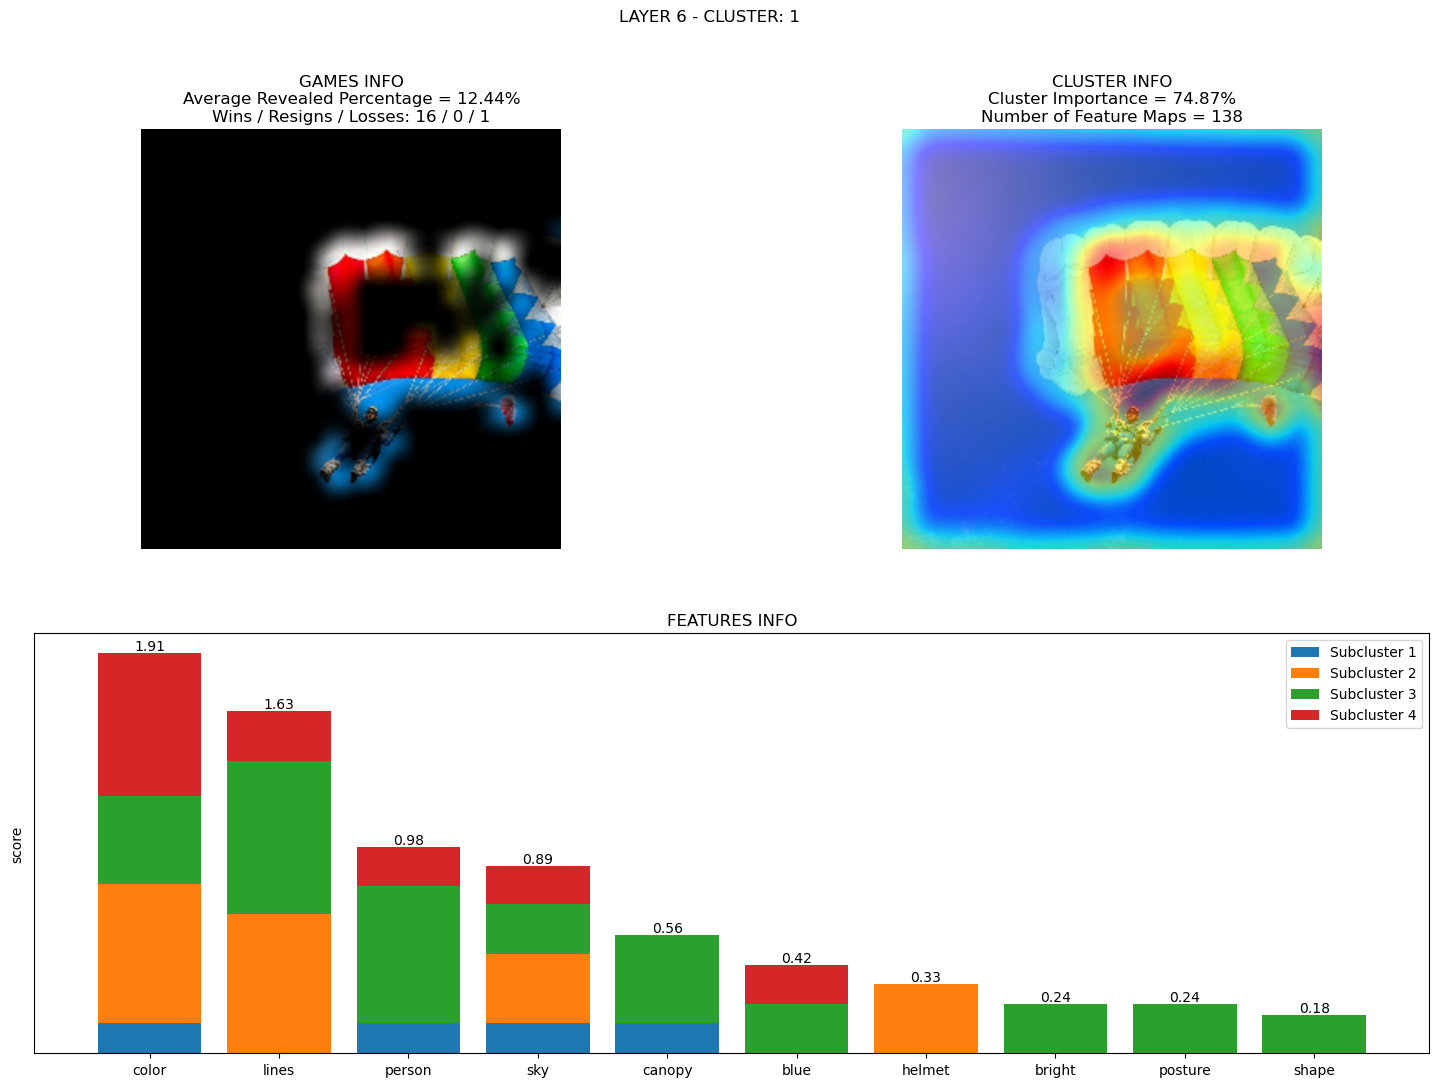 LAYER 6 - CLUSTER: 1
GAMES INFO
Average Revealed Percentage = 12.44%
Wins / Resigns / Losses: 16 / 0 / 1
CLUSTER INFO
Cluster Importance = 74.87%
Number of Feature Maps = 138
FEATURES INFO
score
1.91
1.63
0.98
0.89
0.56
0.42
0.33
0.24
0.24
0.18
Subcluster 1
Subcluster 2
Subcluster 3
Subcluster 4
color
lines
person
sky
canopy
blue
helmet
bright
posture
shape